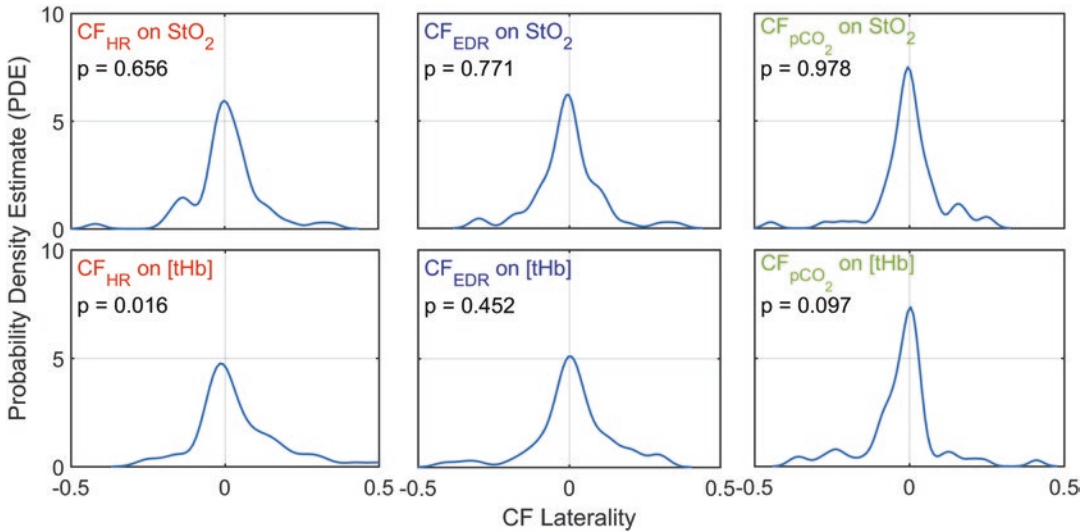 Probability Density Estimate (PDE)
10
5
0
CF_HR on StO_2
p = 0.656
CF_EDR on StO_2
p = 0.771
CF_pCO_2 on StO_2
p = 0.978
10
5
0
CF_HR on [tHb]
p = 0.016
CF_EDR on [tHb]
p = 0.452
CF_pCO_2 on [tHb]
p = 0.097
-0.5 0 0.5 -0.5 0 0.5 -0.5 0 0.5
CF Laterality